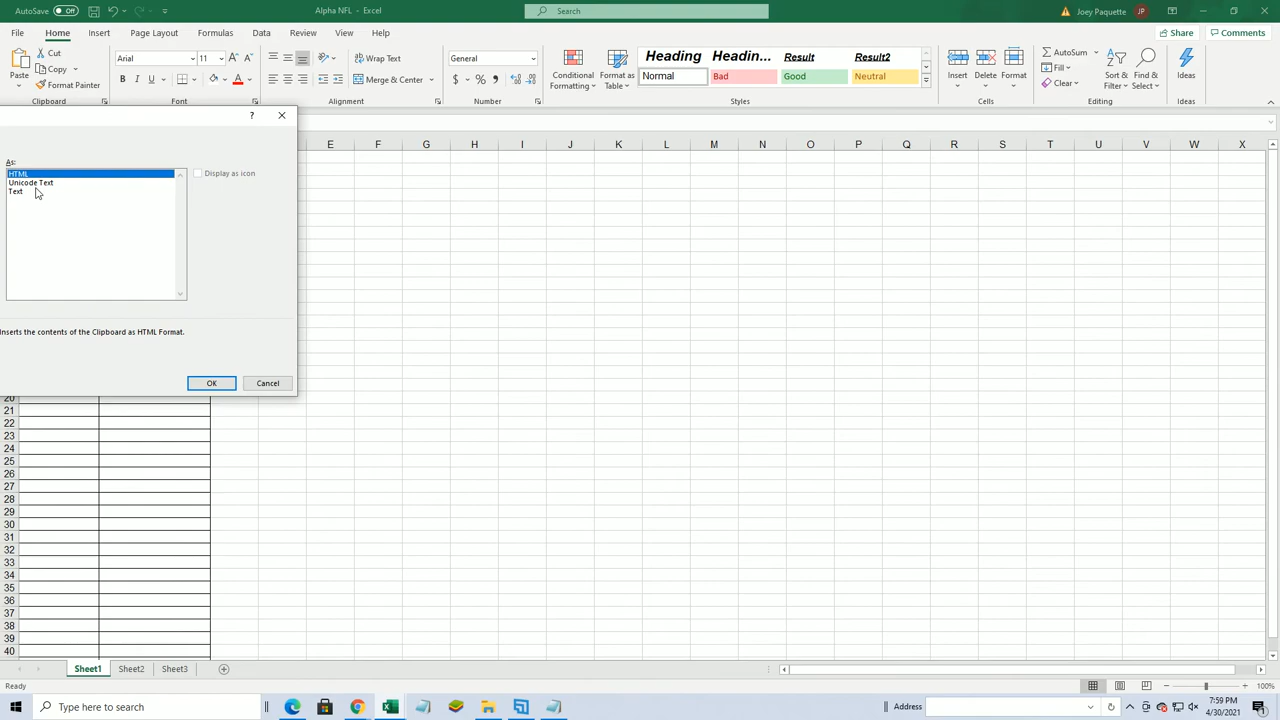 AutoSave Off Alpha NFL - Excel Search Joey Paquette JP
File Home Insert Page Layout Formulas Data Review View Help Share Comments
Paste Cut Copy Format Painter Clipboard
Arial 11 B I U A Font
Wrap Text Merge & Center Alignment
General $ % Number
Conditional Formatting Format as Table
Heading Headin... Result Result2
Normal Bad Good Neutral
Styles
Insert Delete Format Cells
AutoSum Fill Clear Sort & Filter Find & Select Editing
Ideas Ideas
?
As:
HTML
Unicode Text
Text
Display as icon
Inserts the contents of the Clipboard as HTML Format.
OK Cancel
E F G H I J K L M N O P Q R S T U V W X
20
21
22
23
24
25
26
27
28
29
30
31
32
33
34
35
36
37
38
39
40
Sheet1 Sheet2 Sheet3
Ready 100%
Type here to search Address 7:59 PM
4/30/2021